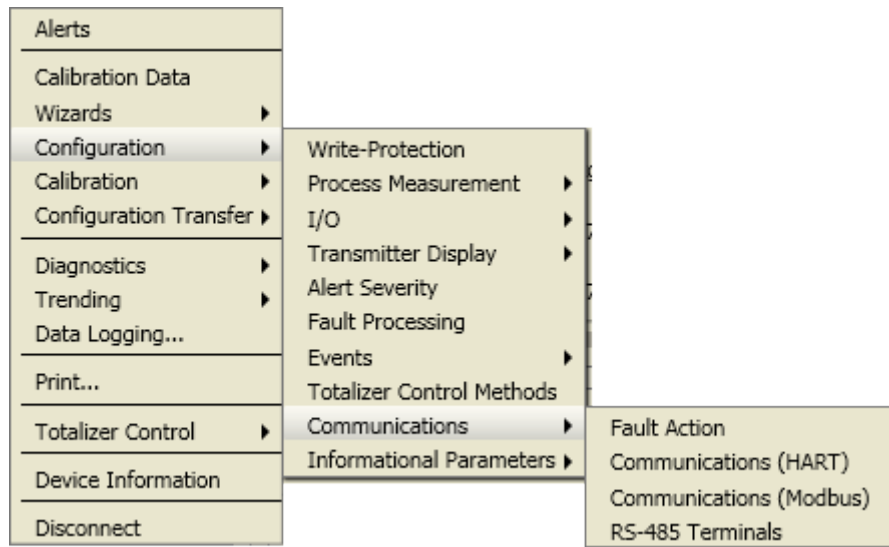 Alerts
Calibration Data
Wizards
Configuration
Calibration
Configuration Transfer
Diagnostics
Trending
Data Logging...
Print...
Totalizer Control
Device Information
Disconnect
Write-Protection
Process Measurement
I/O
Transmitter Display
Alert Severity
Fault Processing
Events
Totalizer Control Methods
Communications
Informational Parameters
Fault Action
Communications (HART)
Communications (Modbus)
RS-485 Terminals